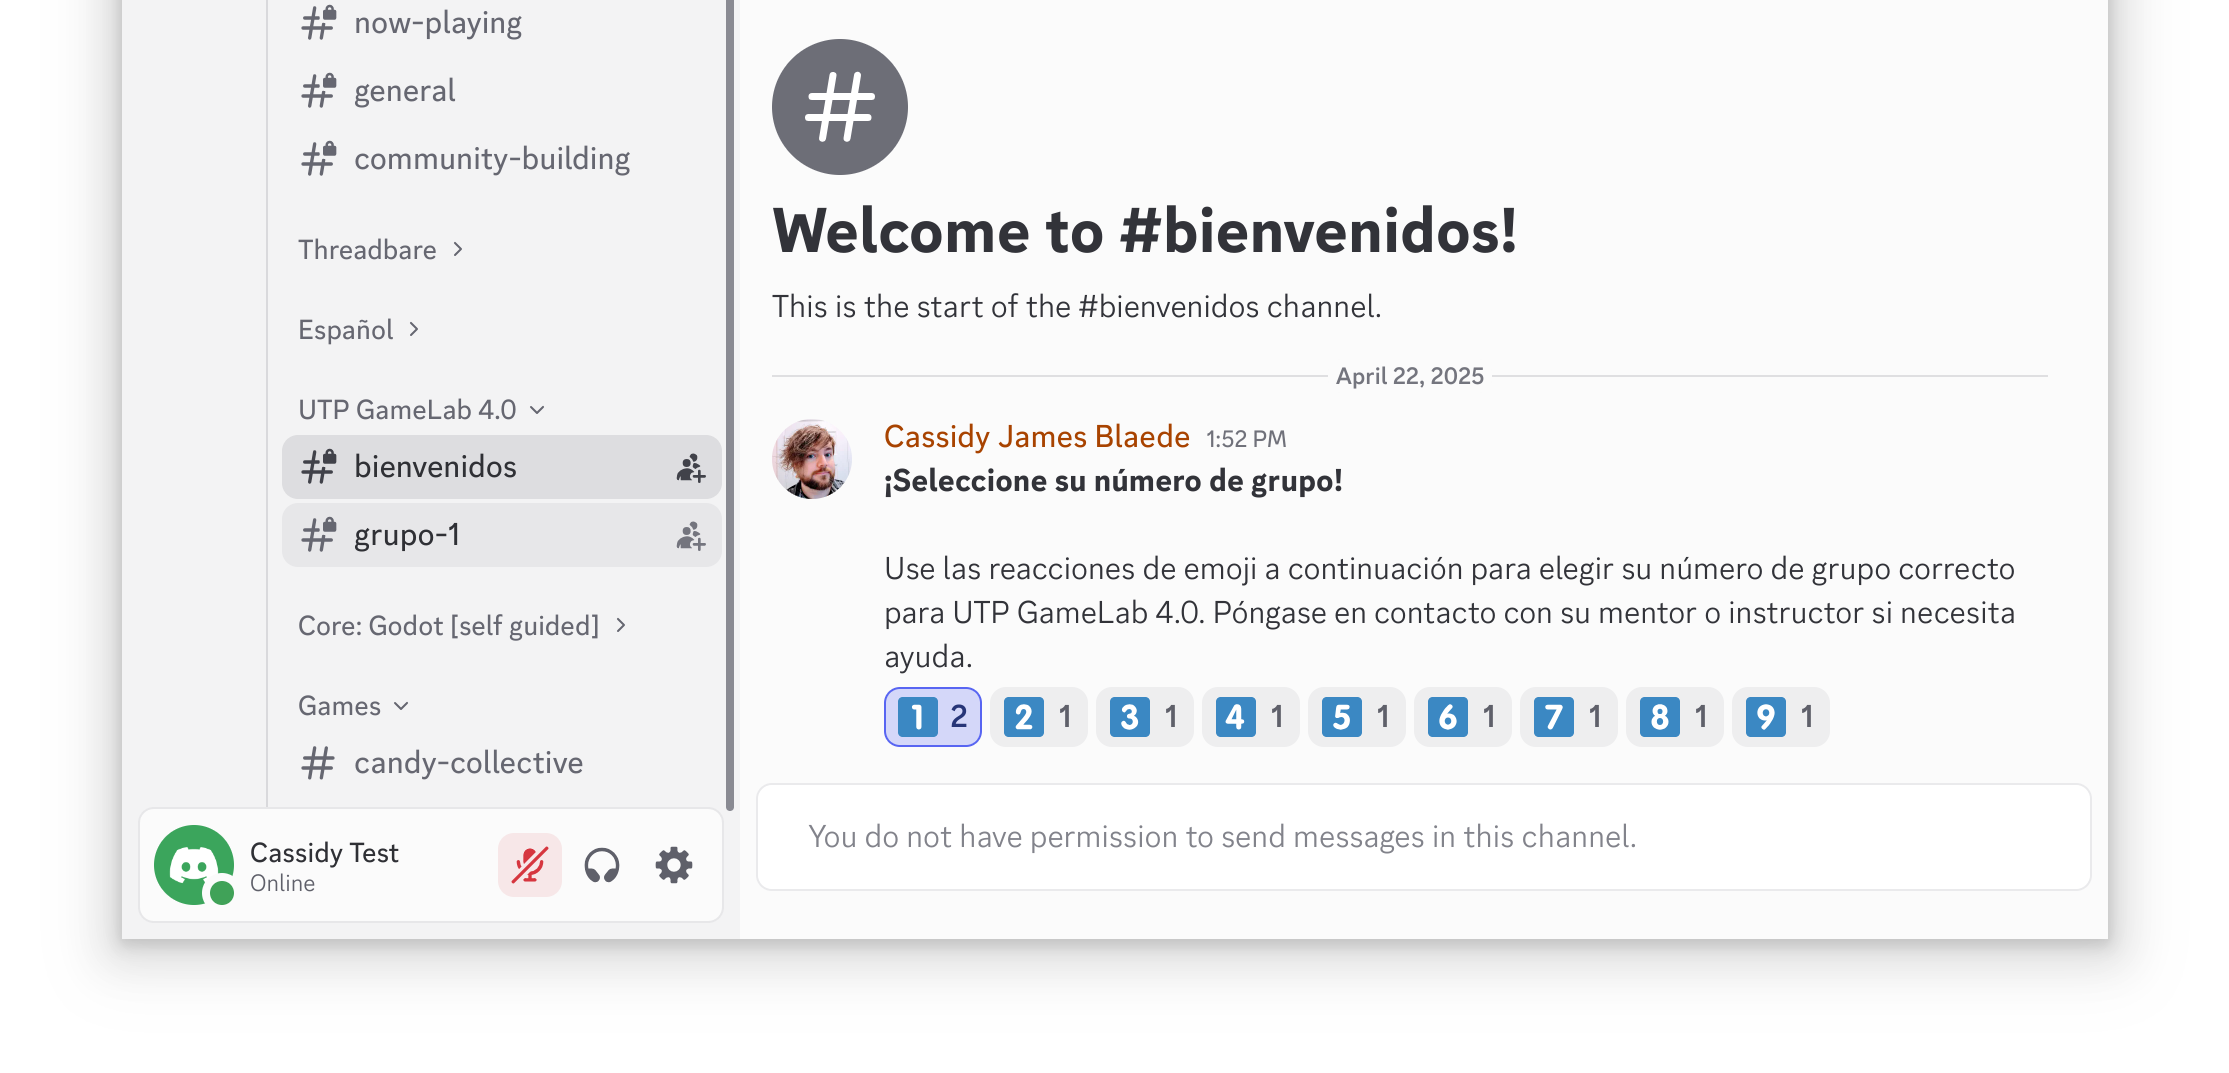 now-playing
general
community-building
Threadbare
Español
UTP GameLab 4.0
bienvenidos
grupo-1
Core: Godot [self guided]
Games
candy-collective
Cassidy Test
Online
Welcome to #bienvenidos!
This is the start of the #bienvenidos channel.
April 22, 2025
Cassidy James Blaede 1:52 PM
¡Seleccione su número de grupo!
Use las reacciones de emoji a continuación para elegir su número de grupo correcto
para UTP GameLab 4.0. Póngase en contacto con su mentor o instructor si necesita
ayuda.
1 2 2 1 3 1 4 1 5 1 6 1 7 1 8 1 9 1
You do not have permission to send messages in this channel.